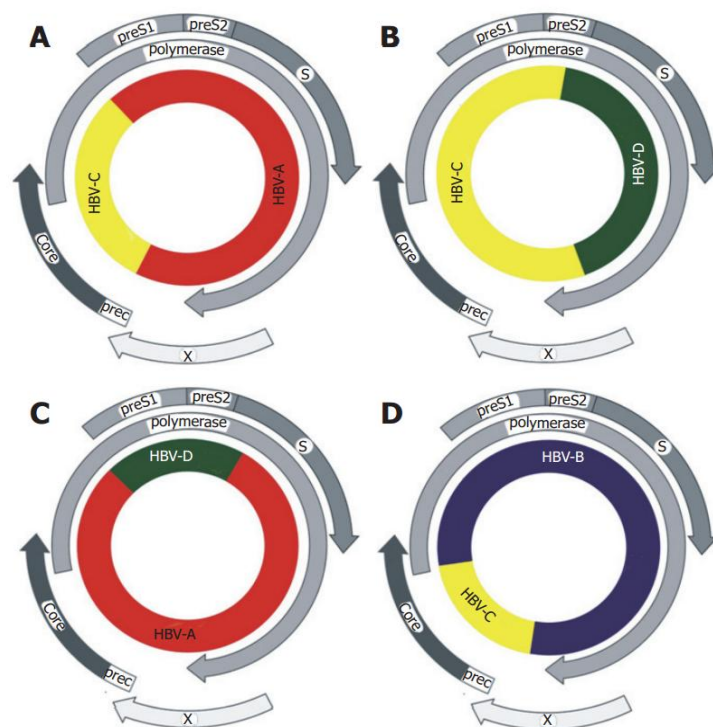 A
preS1
preS2
S
polymerase
HBV-C
HBV-A
Core
prec
X
B
preS1
preS2
S
polymerase
HBV-C
HBV-D
Core
prec
X
C
preS1
preS2
S
polymerase
HBV-D
HBV-A
Core
prec
X
D
preS1
preS2
S
polymerase
HBV-B
HBV-C
Core
prec
X